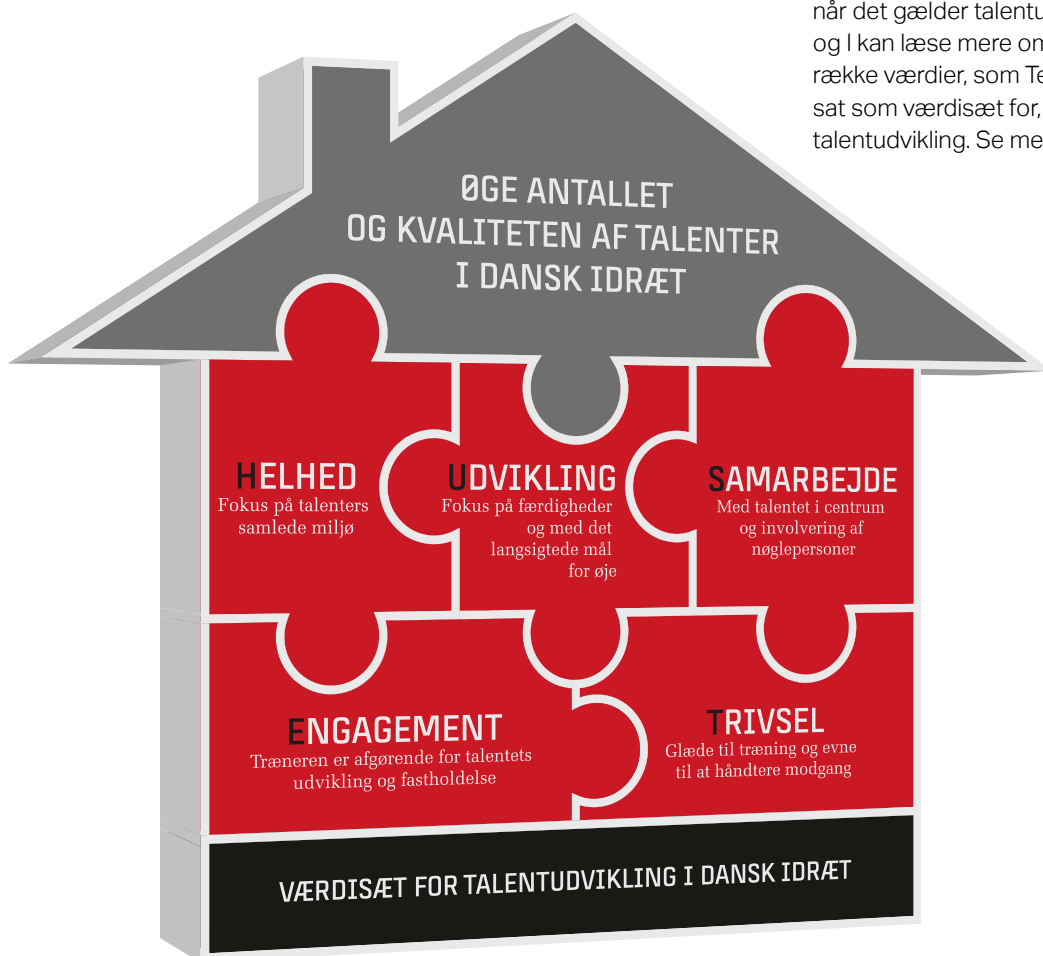 når det gælder talentu
og I kan læse mere om
række værdier, som Te
sat som værdisæt for,
talentudvikling. Se me
ØGE ANTALLET
OG KVALITETEN AF TALENTER
I DANSK IDRÆT
HELHED
Fokus på talenters
samlede miljø
UDVIKLING
Fokus på færdigheder
og med det
langsigtede mål
for øje
SAMARBEJDE
Med talentet i centrum
og involvering af
nøglepersoner
ENGAGEMENT
Træneren er afgørende for talentets
udvikling og fastholdelse
TRIVSEL
Glæde til træning og evne
til at håndtere modgang
VÆRDISÆT FOR TALENTUDVIKLING I DANSK IDRÆT